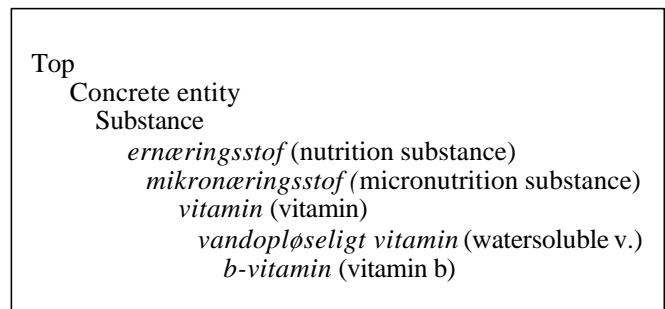 Top
Concrete entity
Substance
ernæringsstof (nutrition substance)
mikronæringsstof (micronutrition substance)
vitamin (vitamin)
vandopløseligt vitamin (watersoluble v.)
b-vitamin (vitamin b)